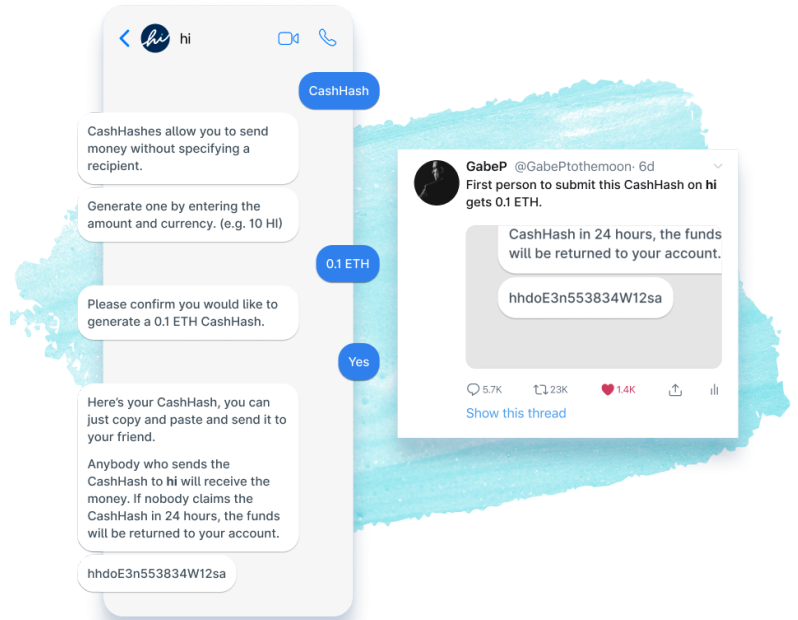 hi
hi
CashHash
CashHashes allow you to send
money without specifying a
recipient.
Generate one by entering the
amount and currency. (e.g. 10 HI)
0.1 ETH
Please confirm you would like to
generate a 0.1 ETH CashHash.
Yes
Here's your CashHash, you can
just copy and paste and send it to
your friend.
Anybody who sends the
CashHash to hi will receive the
money. If nobody claims the
CashHash in 24 hours, the funds
will be returned to your account.
hhdoE3n553834W12sa
GabeP @GabePtothemoon· 6d
First person to submit this CashHash on hi
gets 0.1 ETH.
CashHash in 24 hours, the funds
will be returned to your account.
hhdoE3n553834W12sa
5.7K 23K 1.4K
Show this thread